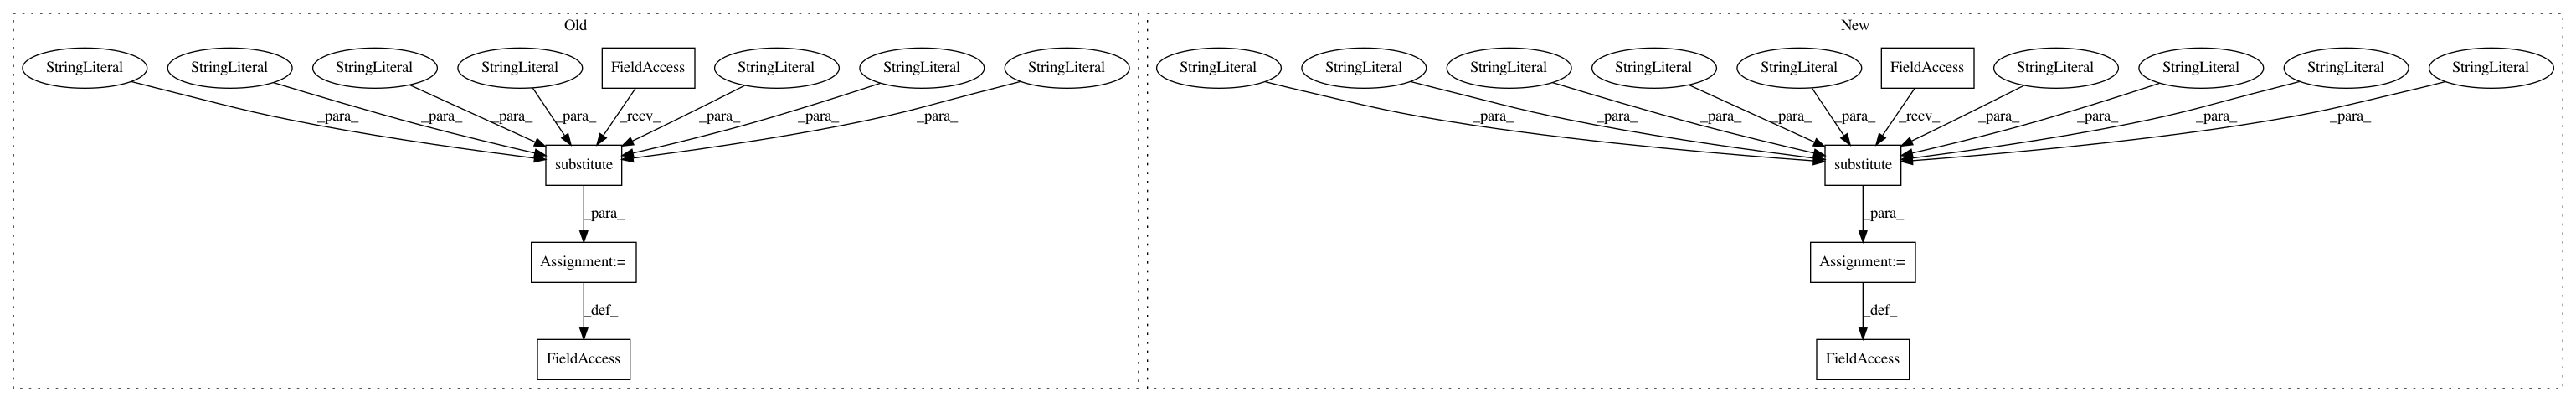 Old
New
StringLiteral StringLiteral StringLiteral StringLiteral FieldAccess StringLiteral StringLiteral StringLiteral
StringLiteral StringLiteral StringLiteral StringLiteral StringLiteral FieldAccess StringLiteral StringLiteral StringLiteral StringLiteral
_para_ _para_ _para_ _para_ _recv_ _para_ _para_ _para_
_para_ _para_ _para_ _para_ _para_ _recv_ _para_ _para_ _para_ _para_
substitute
substitute
_para_
_para_
Assignment:=
Assignment:=
_def_
_def_
FieldAccess
FieldAccess